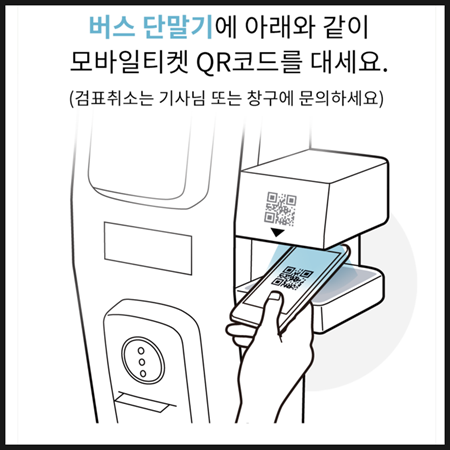 버스 단말기에 아래와 같이
모바일티켓 QR코드를 대세요.
(검표취소는 기사님 또는 창구에 문의하세요)